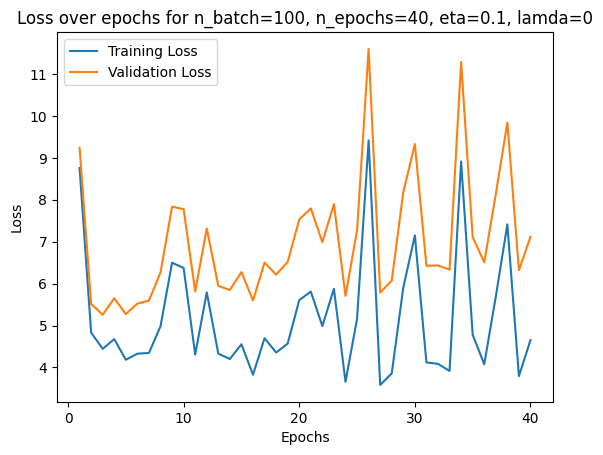 Loss over epochs for n_batch=100, n_epochs=40, eta=0.1, lamda=0
Training Loss
Validation Loss
11
10
9
8
7
6
5
4
Loss
0
10
20
30
40
Epochs